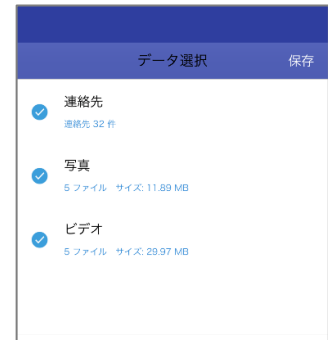 データ選択 保存
連絡先
連絡先 32 件
写真
5 ファイル サイズ: 11.89 MB
ビデオ
5 ファイル サイズ: 29.97 MB